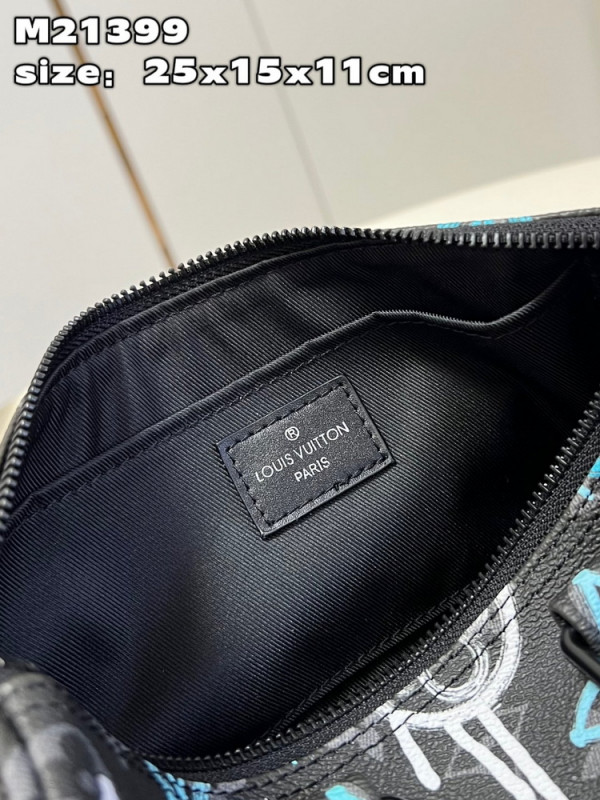 M21399
size：25x15x11cm
®
LOUIS VUITTON
PARIS